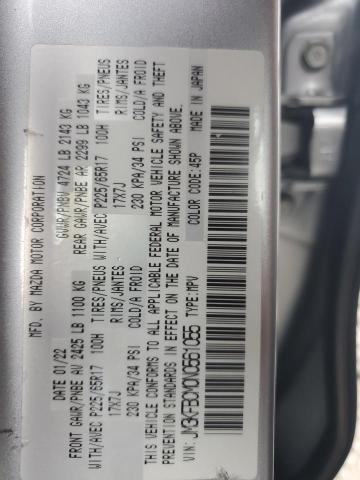 MFD. BY MAZDA MOTOR CORPORATION
DATE 01/22 GVWR/PNBV 4724 LB 2143 KG
FRONT GAWR/PNBE AV 2425 LB 1100 KG REAR GAWR/PNBE AR 2299 LB 1043 KG
WITH/AVEC P225/65R17 100H TIRES/PNEUS WITH/AVEC P225/65R17 100H TIRES/PNEUS
17X7J RIMS/JANTES 17X7J RIMS/JANTES
230 KPA/34 PSI COLD/A FROID 230 KPA/34 PSI COLD/A FROID
THIS VEHICLE CONFORMS TO ALL APPLICABLE FEDERAL MOTOR VEHICLE SAFETY AND THEFT
PREVENTION STANDARDS IN EFFECT ON THE DATE OF MANUFACTURE SHOWN ABOVE.
VIN: COLOR CODE: 45P MADE IN JAPAN
TYPE: MPV